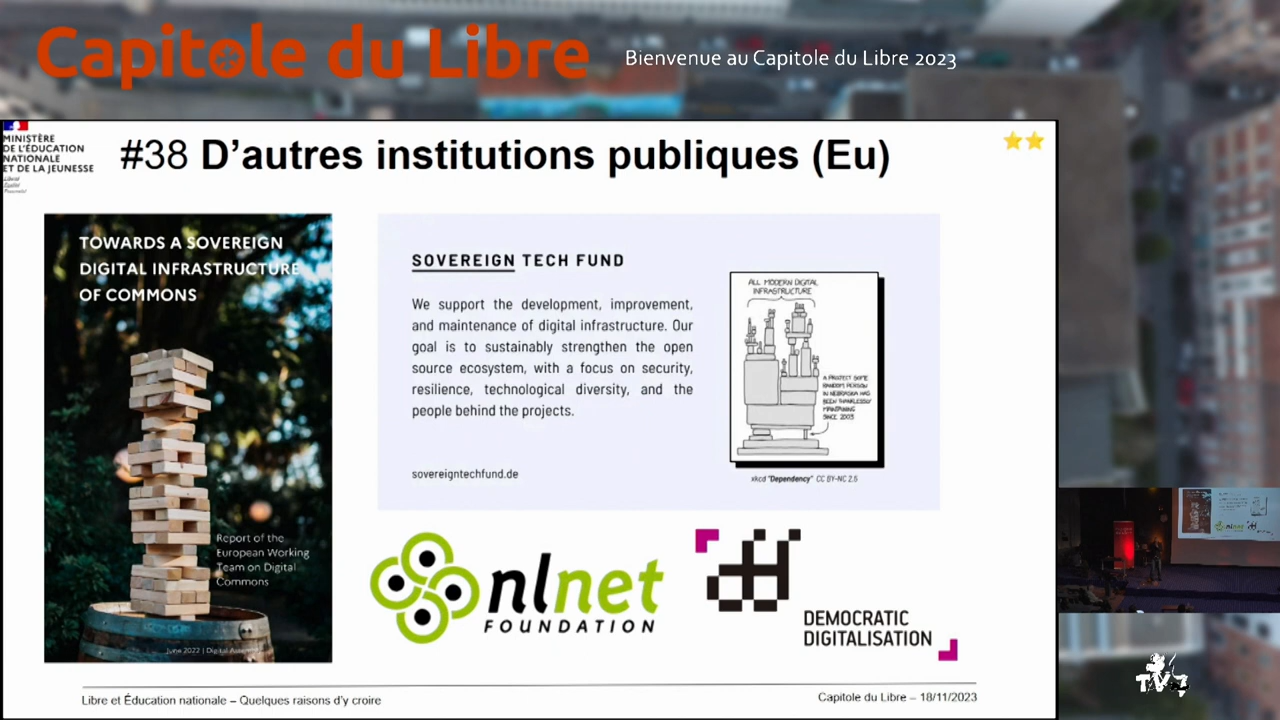 Capitole du Libre
Bienvenue au Capitole du Libre 2023
MINISTÈRE
DE L'ÉDUCATION
NATIONALE
ET DE LA JEUNESSE
Liberté
Égalité
Fraternité
#38 D'autres institutions publiques (Eu)
TOWARDS A SOVEREIGN
DIGITAL INFRASTRUCTURE
OF COMMONS
Report of the
European Working
Team on Digital
Commons
June 2022 | Digital
SOVEREIGN TECH FUND
We support the development, improvement,
and maintenance of digital infrastructure. Our
goal is to sustainably strengthen the open
source ecosystem, with a focus on security,
resilience, technological diversity, and the
people behind the projects.
sovereigntechfund.de
ALL MODERN DIGITAL
INFRASTRUCTURE
A PROJECT SOME
RANDOM PERSON
IN NEBRASKA HAS
BEEN THANKLESSLY
MAINTAINING
SINCE 2003
xkcd "Dependency" CC BY-NC 2.5
nlnet
FOUNDATION
DEMOCRATIC
DIGITALISATION
Libre et Éducation nationale – Quelques raisons d'y croire
Capitole du Libre – 18/11/2023